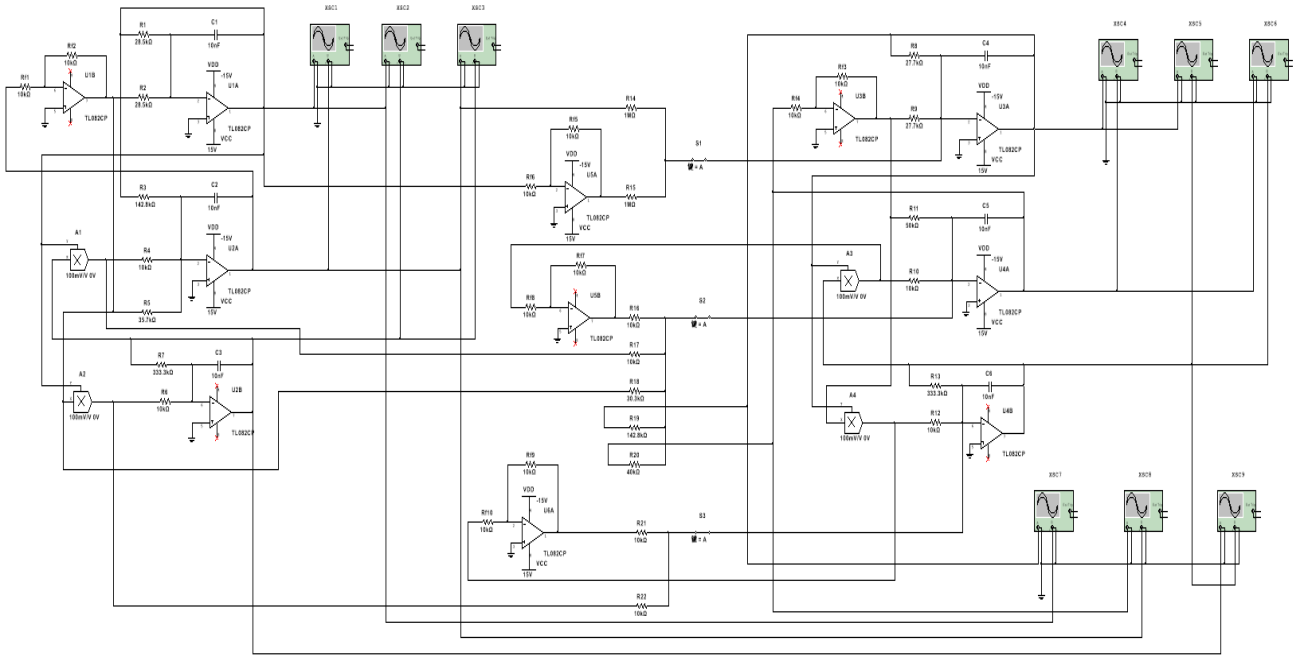 XSC1
XSC2
XSC3
XSC4
XSC5
XSC6
R1
28.5kΩ
C1
10nF
Rf2
10kΩ
Rf1
10kΩ
U1B
TL082CP
R2
28.5kΩ
VDD
-15V
U1A
TL082CP
VCC
15V
R3
142.8kΩ
C2
10nF
A1
100mV/V 0V
R4
10kΩ
VDD
-15V
U2A
TL082CP
VCC
15V
R5
35.7kΩ
R7
333.3kΩ
C3
10nF
A2
100mV/V 0V
R6
10kΩ
U2B
TL082CP
R14
1MΩ
Rf5
10kΩ
VDD
-15V
U5A
Rf6
10kΩ
TL082CP
VCC
15V
R15
1MΩ
S1
键 = A
Rf7
10kΩ
Rf8
10kΩ
U5B
TL082CP
R16
10kΩ
S2
键 = A
R17
10kΩ
R18
30.3kΩ
R19
142.8kΩ
R20
40kΩ
Rf9
10kΩ
VDD
-15V
U6A
Rf10
10kΩ
TL082CP
VCC
15V
R21
10kΩ
S3
键 = A
R22
10kΩ
R8
27.7kΩ
C4
10nF
Rf3
10kΩ
Rf4
10kΩ
U3B
TL082CP
R9
27.7kΩ
VDD
-15V
U3A
TL082CP
VCC
15V
R11
50kΩ
C5
10nF
A3
100mV/V 0V
R10
10kΩ
VDD
-15V
U4A
TL082CP
VCC
15V
R13
333.3kΩ
C6
10nF
A4
100mV/V 0V
R12
10kΩ
U4B
TL082CP
XSC7
XSC8
XSC9